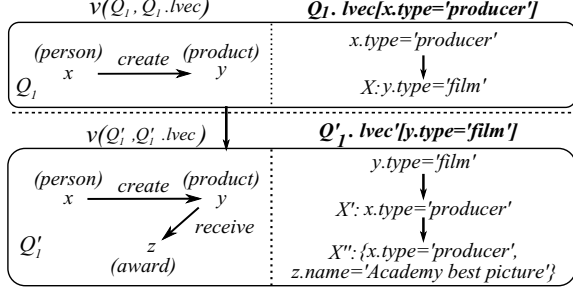 v(Q₁, Q₁.lvec) Q₁. lvec[x.type='producer']
(person) (product) x.type='producer'
x create y
Q₁ X:y.type='film'
v(Q'₁, Q'₁.lvec) Q'₁. lvec'[y.type='film']
(person) (product) y.type='film'
x create y X': x.type='producer'
receive
Q'₁ z X'':{x.type='producer',
(award) z.name='Academy best picture'}